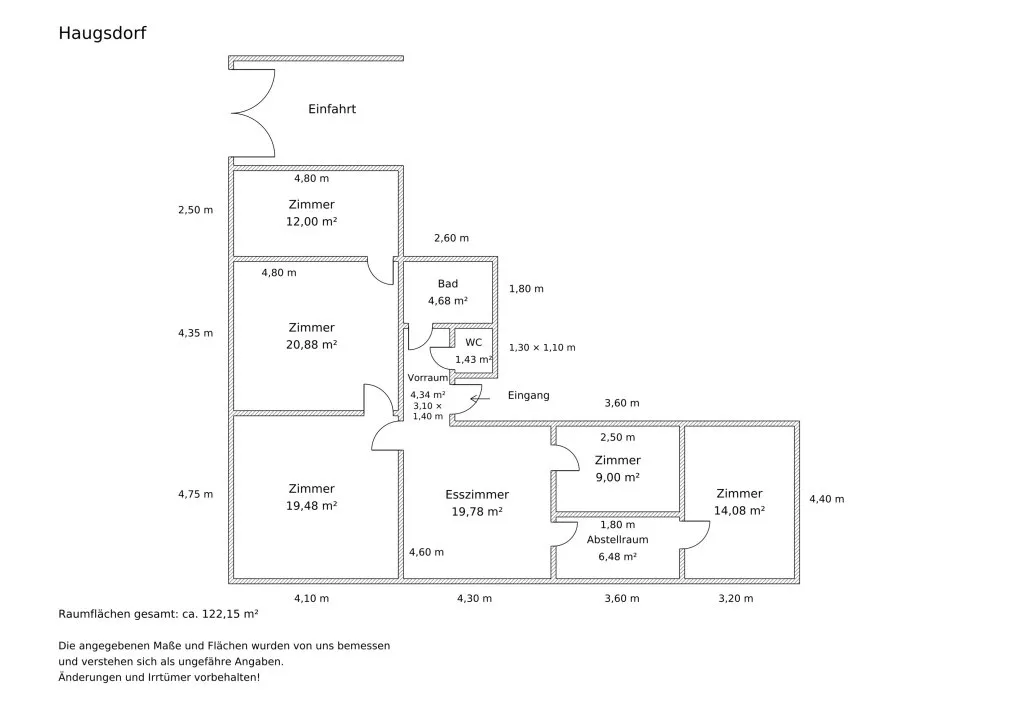 Haugsdorf
Einfahrt
4,80 m
2,50 m
Zimmer
12,00 m²
2,60 m
4,80 m
Bad
4,68 m²
1,80 m
4,35 m
Zimmer
20,88 m²
WC
1,43 m²
1,30 × 1,10 m
Vorraum
4,34 m²
3,10 ×
1,40 m
Eingang
3,60 m
2,50 m
Zimmer
9,00 m²
4,75 m
Zimmer
19,48 m²
Esszimmer
19,78 m²
Zimmer
14,08 m²
4,40 m
1,80 m
Abstellraum
6,48 m²
4,60 m
4,10 m
4,30 m
3,60 m
3,20 m
Raumflächen gesamt: ca. 122,15 m²
Die angegebenen Maße und Flächen wurden von uns bemessen
und verstehen sich als ungefähre Angaben.
Änderungen und Irrtümer vorbehalten!